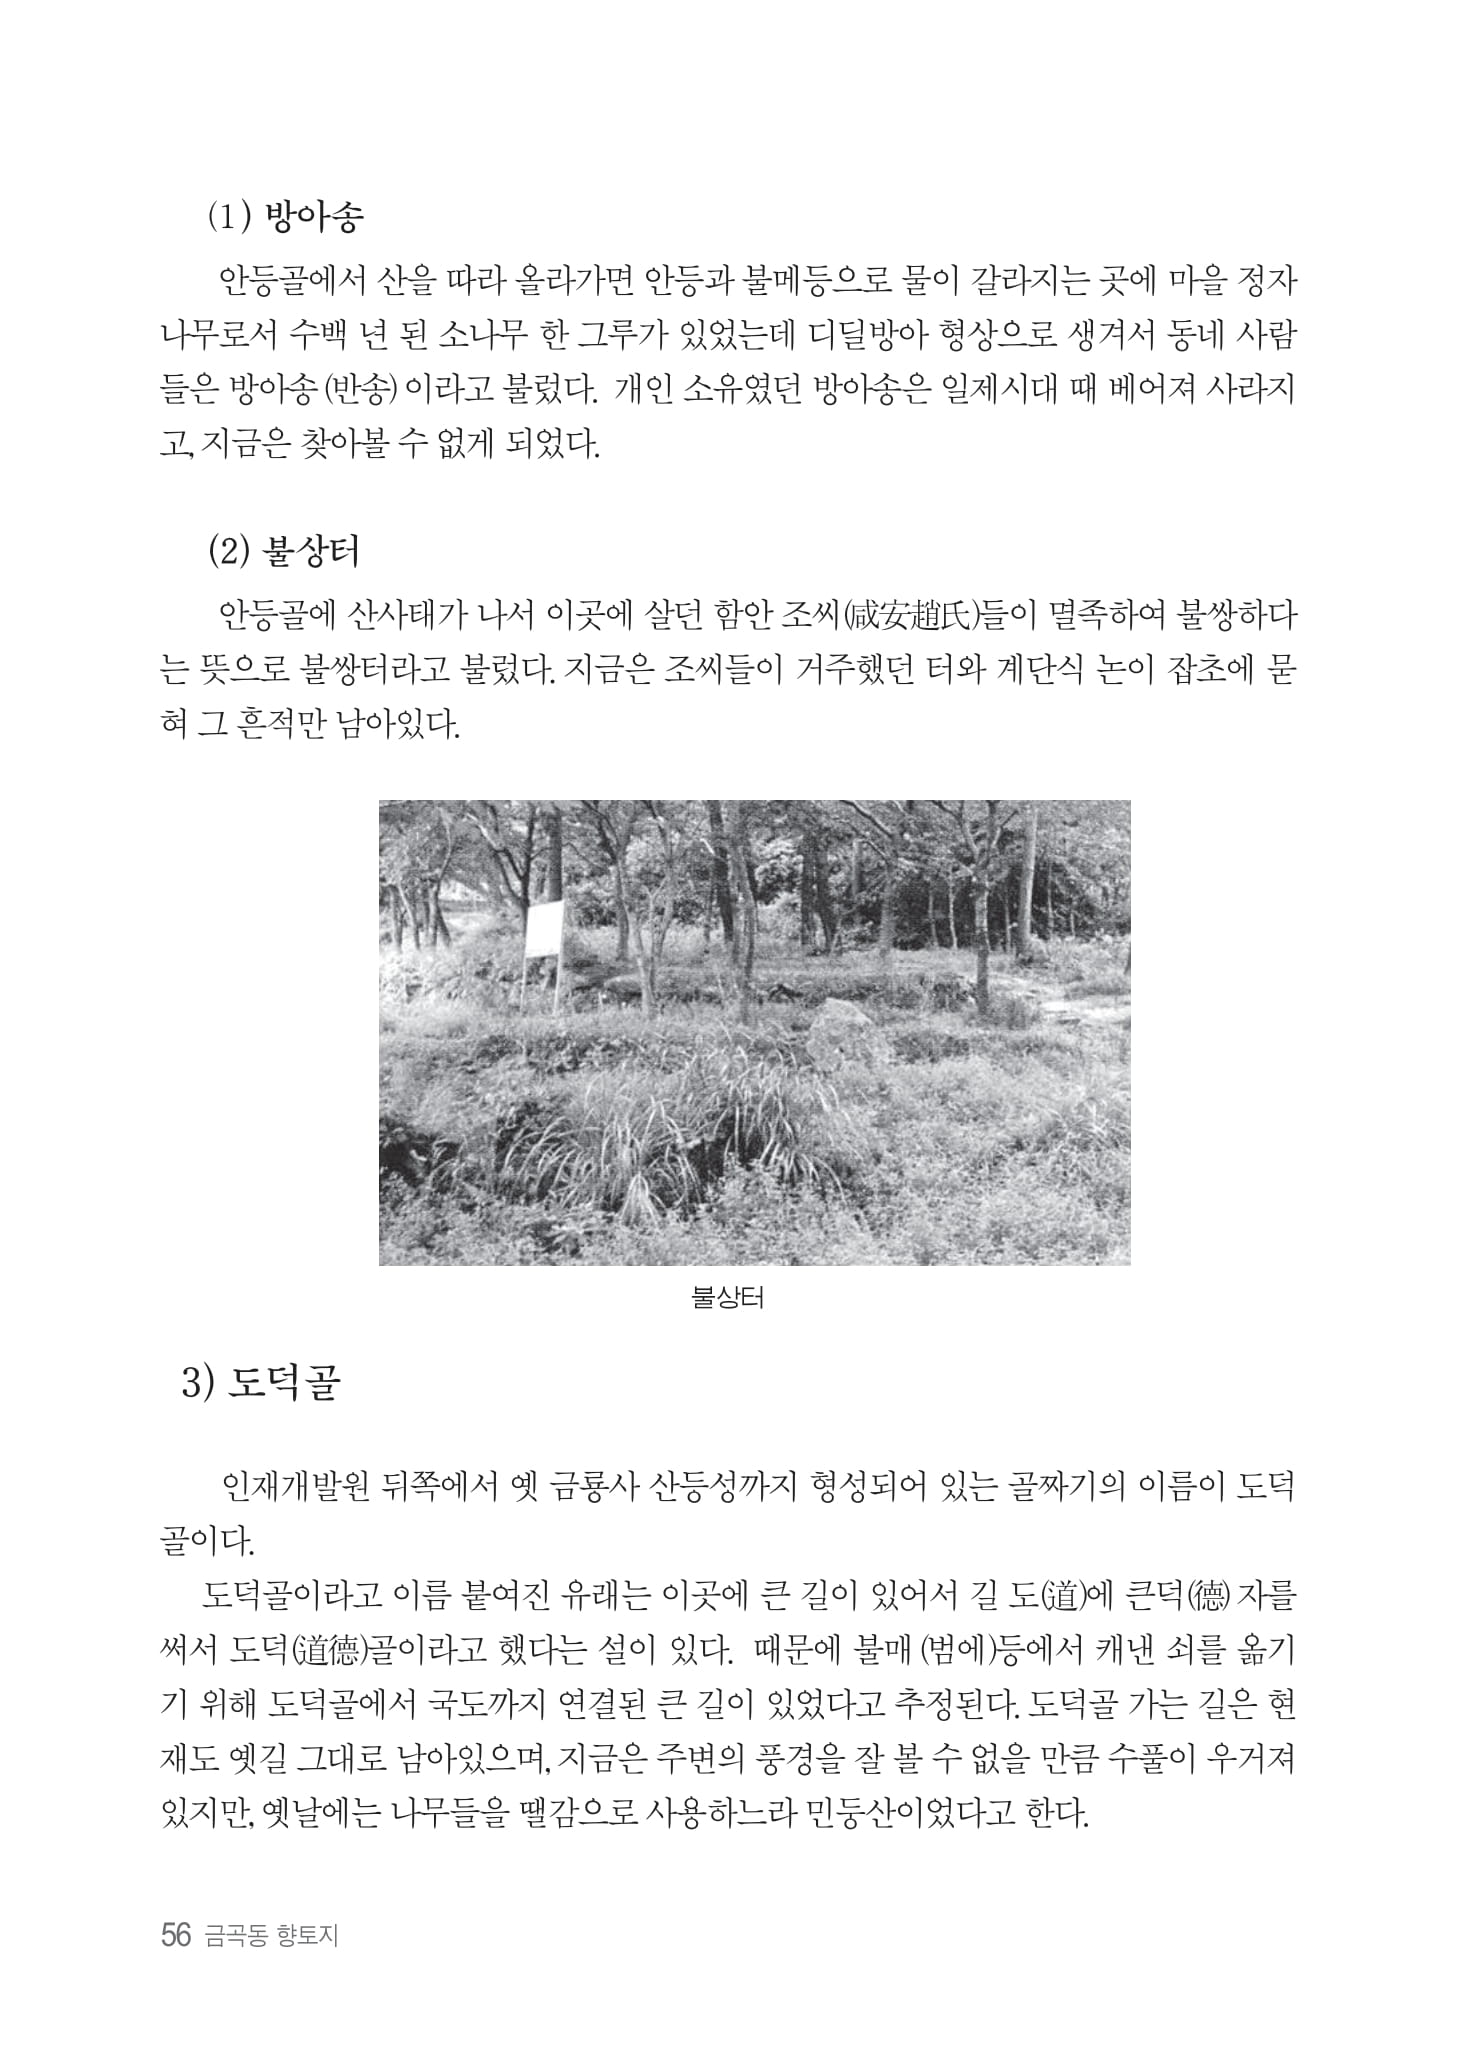 (1) 방아송
안등골에서 산을 따라 올라가면 안등과 불메등으로 물이 갈라지는 곳에 마을 정자
나무로서 수백 년 된 소나무 한 그루가 있었는데 디딜방아 형상으로 생겨서 동네 사람
들은 방아송(반송)이라고 불렀다. 개인 소유였던 방아송은 일제시대 때 베어져 사라지
고, 지금은 찾아볼 수 없게 되었다.
(2) 불상터
안등골에 산사태가 나서 이곳에 살던 함안 조씨(咸安趙氏)들이 멸족하여 불쌍하다
는 뜻으로 불쌍터라고 불렀다. 지금은 조씨들이 거주했던 터와 계단식 논이 잡초에 묻
혀 그 흔적만 남아있다.
불상터
3) 도덕골
인재개발원 뒤쪽에서 옛 금룡사 산등성까지 형성되어 있는 골짜기의 이름이 도덕
골이다.
도덕골이라고 이름 붙여진 유래는 이곳에 큰 길이 있어서 길 도(道)에 큰덕(德) 자를
써서 도덕(道德)골이라고 했다는 설이 있다. 때문에 불매(범에)등에서 캐낸 쇠를 옮기
기 위해 도덕골에서 국도까지 연결된 큰 길이 있었다고 추정된다. 도덕골 가는 길은 현
재도 옛길 그대로 남아있으며, 지금은 주변의 풍경을 잘 볼 수 없을 만큼 수풀이 우거져
있지만, 옛날에는 나무들을 땔감으로 사용하느라 민둥산이었다고 한다.
56 금곡동 향토지